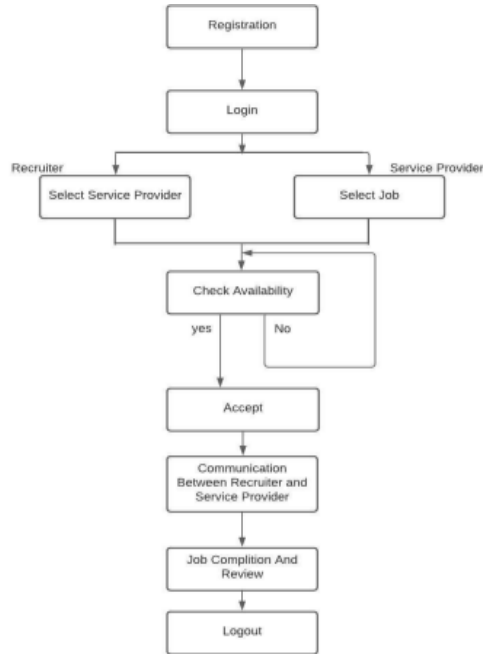 Registration
Login
Recruiter
Service Provider
Select Service Provider
Select Job
Check Availability
yes
No
Accept
Communication
Between Recruiter and
Service Provider
Job Complition And
Review
Logout